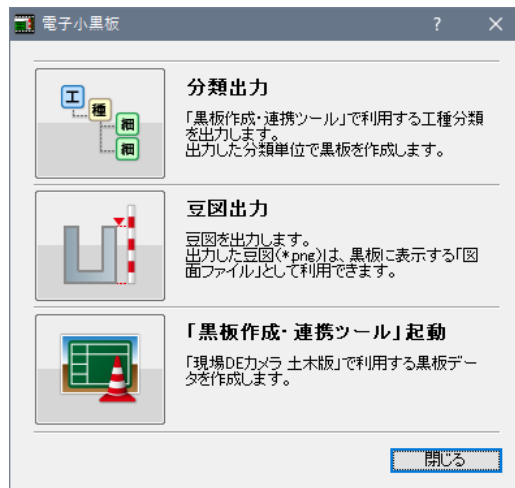 電子小黒板
?
×
工
種
細
細
分類出力
「黒板作成・連携ツール」で利用する工種分類
を出力します。
出力した分類単位で黒板を作成します。
豆図出力
豆図を出力します。
出力した豆図(*png)は、黒板に表示する「図
面ファイル」として利用できます。
「黒板作成・連携ツール」起動
「現場DEカメラ 土木版」で利用する黒板デー
タを作成します。
閉じる